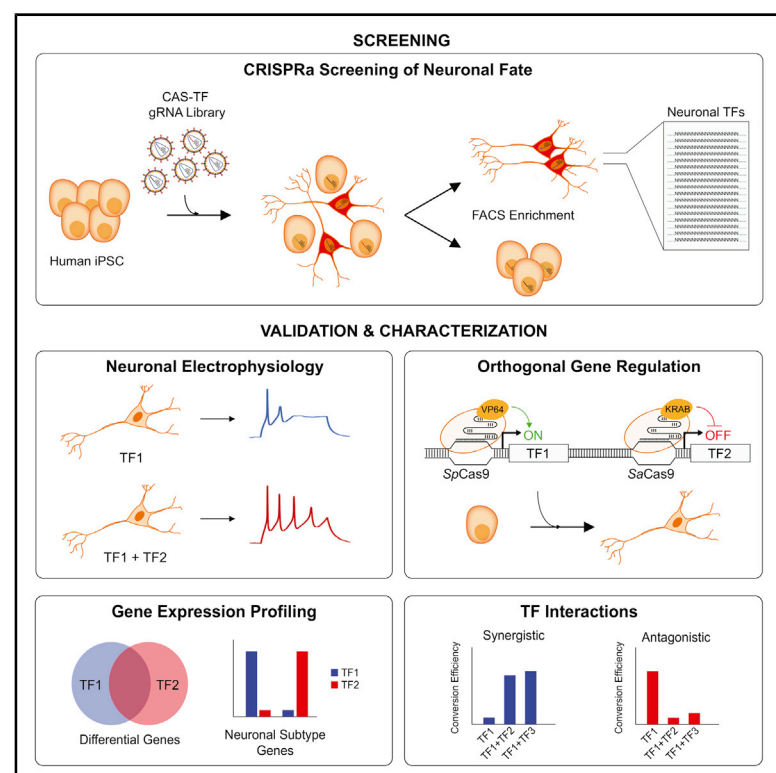 SCREENING
CRISPRa Screening of Neuronal Fate
CAS-TF
gRNA Library
Neuronal TFs
Human iPSC
FACS Enrichment
VALIDATION & CHARACTERIZATION
Neuronal Electrophysiology
TF1
TF1 + TF2
Orthogonal Gene Regulation
VP64
KRAB
ON
OFF
TF1
TF2
SpCas9
SaCas9
Gene Expression Profiling
TF1
TF2
TF1
TF2
Differential Genes
Neuronal Subtype
Genes
TF Interactions
Synergistic
Antagonistic
Conversion Efficiency
TF1
TF1+TF2
TF1+TF3
Conversion Efficiency
TF1
TF1+TF2
TF1+TF3